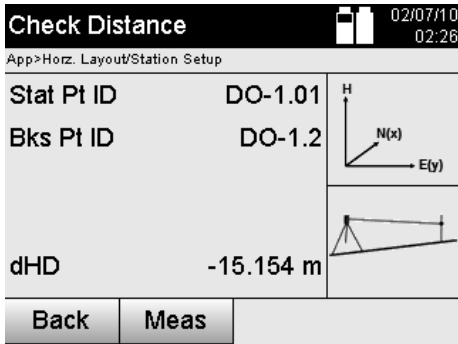 Check Distance
02/07/10
02:26
App>Horz. Layout/Station Setup
Stat Pt ID DO-1.01
Bks Pt ID DO-1.2
dHD -15.154 m
H
N(x)
E(y)
Back Meas